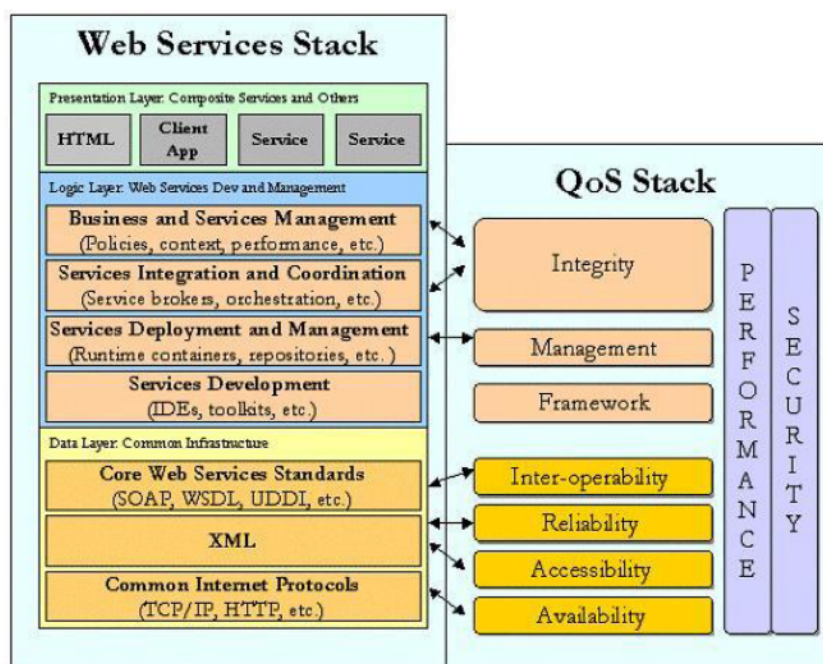 Web Services Stack
Presentation Layer: Composite Services and Others
HTML
Client
App
Service
Service
Logic Layer: Web Services Dev and Management
Business and Services Management
(Policies, context, performance, etc.)
Services Integration and Coordination
(Service brokers, orchestration, etc.)
Services Deployment and Management
(Runtime containers, repositories, etc. )
Services Development
(IDEs, toolkits, etc.)
Data Layer: Common Infrastructure
Core Web Services Standards
(SOAP, WSDL, UDDI, etc.)
XML
Common Internet Protocols
(TCP/IP, HTTP, etc.)
QoS Stack
Integrity
Management
Framework
Inter-operability
Reliability
Accessibility
Availability
PERFORMANCE
SECURITY